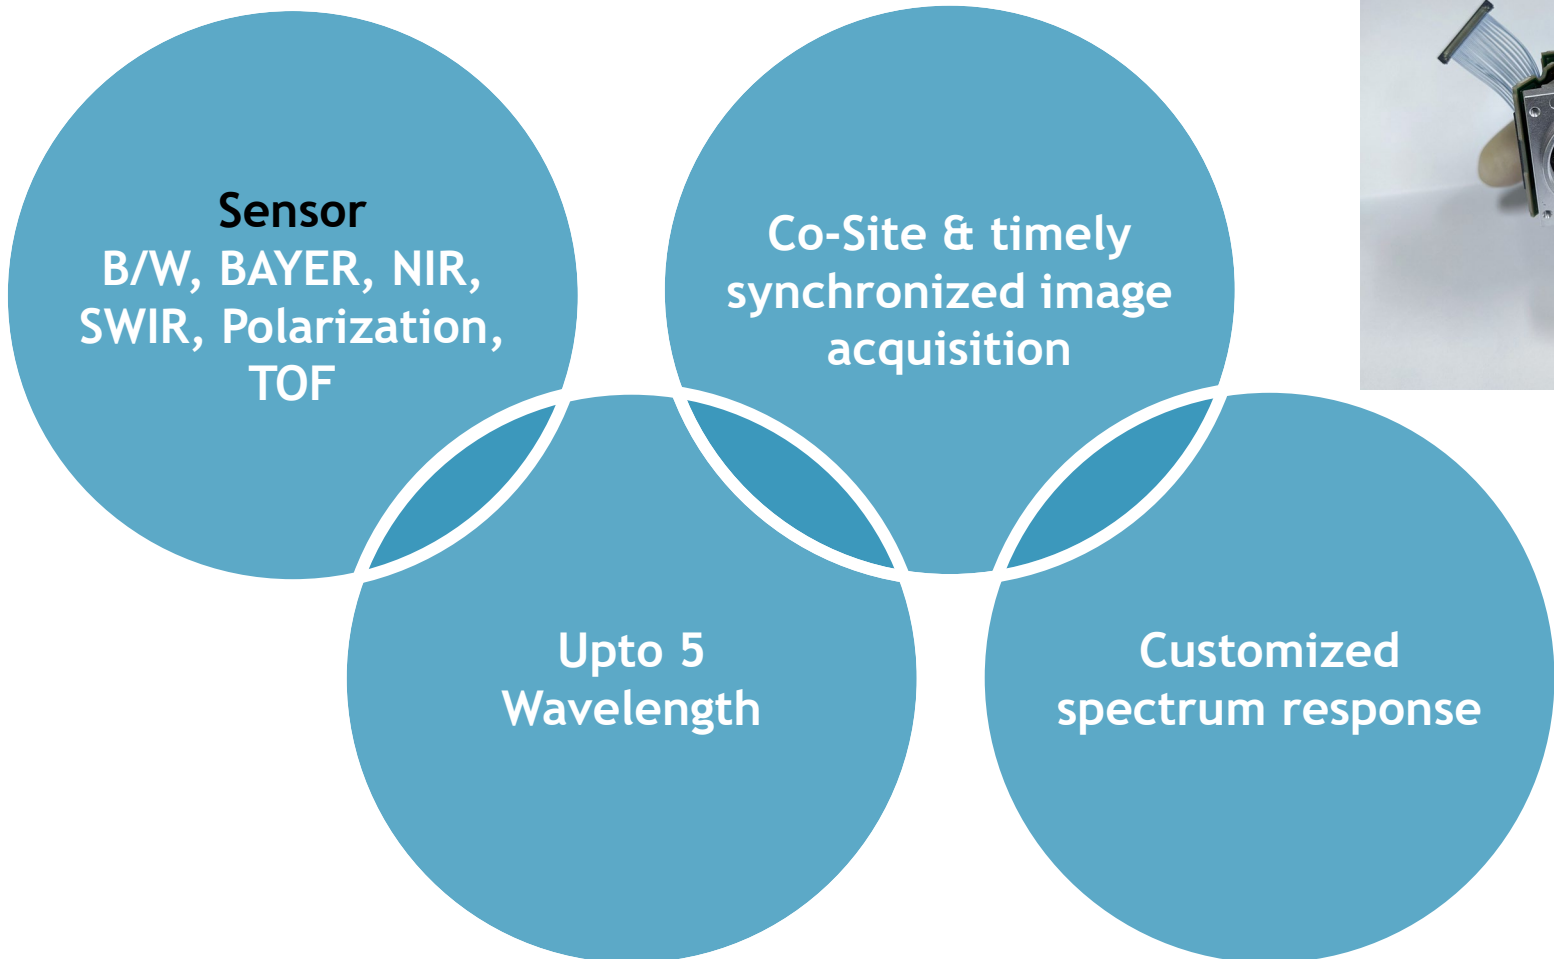 Sensor
B/W, BAYER, NIR,
SWIR, Polarization,
TOF
Co-Site & timely
synchronized image
acquisition
Upto 5
Wavelength
Customized
spectrum response